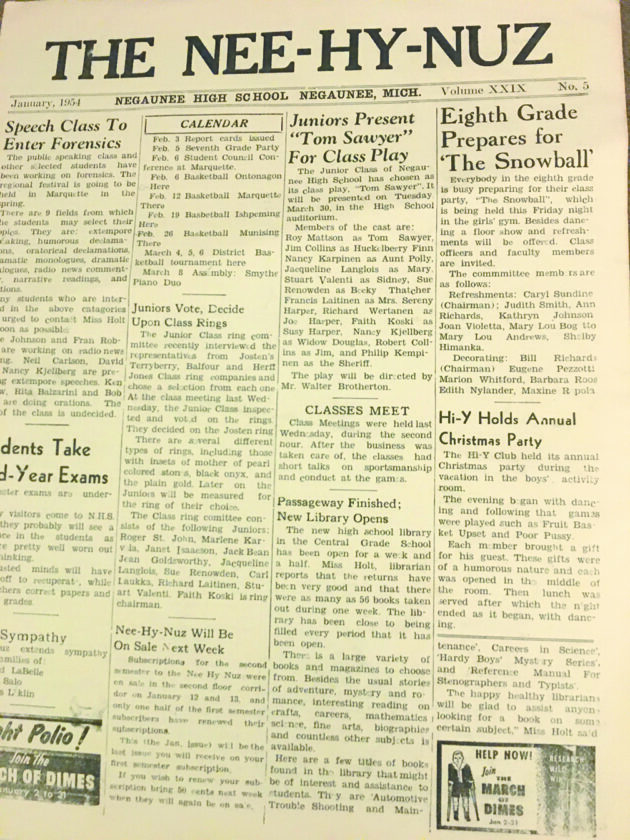 THE NEE-HY-NUZ
January, 1954 NEGAUNEE HIGH SCHOOL NEGAUNEE, MICH. Volume XXIX No. 5
Speech Class To
Enter Forensics
The public speaking class and
other selected students have
been working on forensics. The
regional festival is going to be
held in Marquette in the
spring.
There are 9 fields from which
the students may select their
topics. They are: extempore
humorous declama-
oratorical declamations,
dramatic monologues, dramatic
dialogues, radio news comment-
narrative readings, and
students who are inter-
in the above catagories
urged to contact Miss Holt
soon as possible
Johnson and Fran Rob-
are working on radio news
Neil Carlson, David
Nancy Kjellberg are pre-
extempore speeches. Ken
Rita Balzarini and Bob
are doing orations. The
of the class is undecided.
dents Take
d-Year Exams
exams are under-
visitors come to N.H.S.
they probably will see a
in the students as
pretty well worn out
minds will have
off to recuperate, while
correct papers and
grades.
Sympathy
extends sympathy
LaBelle
Salo
ht Polio!
Join the
CH OF DIMES
2 to 31
CALENDAR
Feb. 3 Report cards issued
Feb. 5 Seventh Grade Party
Feb. 6 Student Council Con-
ference at Marquette.
Feb. 6 Basketball Ontonagon
Here
Feb. 12 Basketball Marquette
There
Feb. 19 Basketball Ishpeming
Here
Feb. 26 Basketball Munising
There
March 4, 5, 6 District Bas-
ketball tournament here
March 8 Assembly: Smythe
Piano Duo
Juniors Vote, Decide
Upon Class Rings
The Junior Class ring com-
mittee recently interviewed the
representatives from Josten's
Terryberry, Balfour and Herff
Jones Class ring companies and
chose a selection from each one
At the class meeting last Wed-
nesday, the Junior Class inspec-
ted and voted on the rings.
They decided on the Josten ring
There are several different
types of rings, including those
with insets of mother of pearl
colored stones, black onyx, and
the plain gold. Later on the
Juniors will be measured for
the ring of their choice.
The Class ring comittee con-
sists of the following Juniors:
Roger St. John, Marlene Kar-
Janet Isaacson, Jack Bean
Jean Goldsworthy, Jacqueline
Langlois, Sue Renowden, Carl
Laukka, Richard Laitinen, Stu-
art Valenti. Faith Koski is ring
chairman.
Nee-Hy-Nuz Will Be
On Sale Next Week
Subscriptions for the second
semester to the Nee Hy Nuz were
on sale in the second floor corri-
dor on January 12 and 13, and
only one half of the first semester
subscribers have renewed their
subscriptions.
This (the Jan. issue) will be the
last issue you will receive on your
first semester subscription.
If you wish to renew your sub-
scription bring 50 cents next week
when they will again be on sale.
Juniors Present
"Tom Sawyer"
For Class Play
The Junior Class of Negau-
nee High School has chosen as
its class play, "Tom Sawyer". It
will be presented on Tuesday
March 30, in the High School
auditorium.
Members of the cast are:
Roy Mattson as Tom Sawyer,
Jim Collins as Huckleberry Finn
Nancy Karpinen as Aunt Polly,
Jacqueline Langlois as Mary,
Stuart Valenti as Sidney, Sue
Renowden as Becky Thatcher
Francis Laitinen as Mrs. Sereny
Harper, Richard Wertanen as
Joe Harper, Faith Koski as
Susy Harper, Nancy Kjellberg
as Widow Douglas, Robert Coll-
ins as Jim, and Philip Kempi-
nen as the Sheriff.
The play will be directed by
Mr. Walter Brotherton.
CLASSES MEET
Class Meetings were held last
Wednesday, during the second
hour. After the business was
taken care of, the classes had
short talks on sportsmanship
and conduct at the games.
Passageway Finished;
New Library Opens
The new high school library
in the Central Grade School
has been open for a week and
a half. Miss Holt, librarian
reports that the returns have
been very good and that there
were as many as 56 books taken
out during one week. The lib-
rary has been close to being
filled every period that it has
been open.
There is a large variety of
books and magazines to choose
from. Besides the usual stories
of adventure, mystery and ro-
mance, interesting reading on
crafts, careers, mathematics
science, fine arts, biographies
and countless other subjects is
available.
Here are a few titles of books
found in the library that might
be of interest and assistance to
students. They are 'Automotive
Trouble Shooting and Main-
Eighth Grade
Prepares for
'The Snowball'
Everybody in the eighth grade
is busy preparing for their class
party, "The Snowball", which
is being held this Friday night
in the girls' gym. Besides danc-
ing a floor show and refresh-
ments will be offered. Class
officers and faculty members
are invited.
The commmittee members are
as follows:
Refreshments: Caryl Sundine
(Chairman); Judith Smith, Ann
Richards, Kathryn Johnson
Joan Violetta, Mary Lou Bog tto
Mary Lou Andrews, Shelby
Rimanka.
Decorating: Bill Richards
(Chairman) Eugene Pezzotti
Marion Whitford, Barbara Roos
Edith Nylander, Maxine
Hi-Y Holds Annual
Christmas Party
The Hi-Y Club held its annual
Christmas party during the
vacation in the boys' activity
room.
The evening began with danc-
ing and following that games
were played such as Fruit Bas-
ket Upset and Poor Pussy.
Each member brought a gift
for his guest. These gifts were
of a humorous nature and each
was opened in the middle of
the room. Then lunch was
served after which the night
ended as it began, with danc-
ing.
tenance', Careers in Science',
'Hardy Boys' Mystery Series',
and 'Reference Manual For
Stenographers and Typists'.
The happy healthy librarians
will be glad to assist anyone
looking for a book on some
certain subject," Miss Holt said
HELP NOW!
Join
THE
MARCH
OF
DIMES
Jan. 2-31
RESEARCH
WILL
WIN